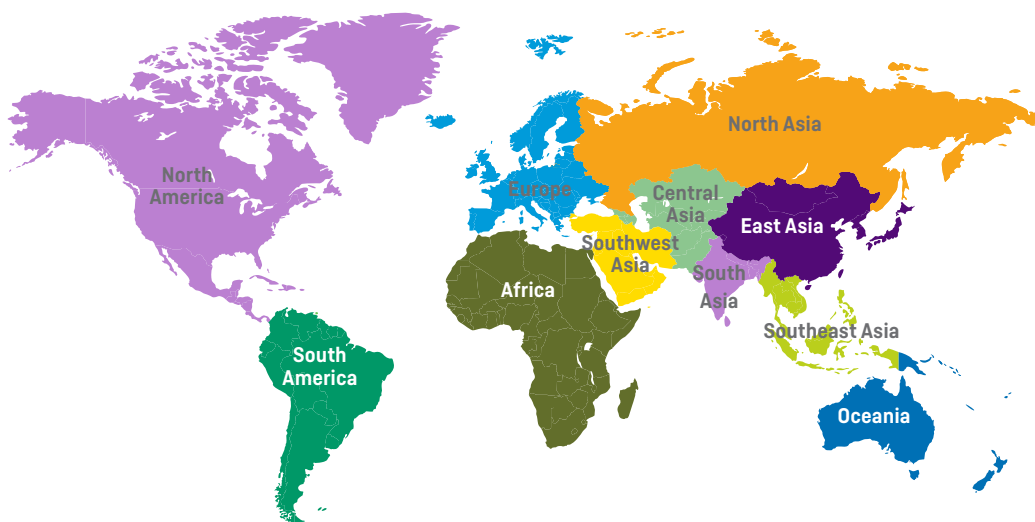 North Asia
North
America
Europe
Central
Asia
East Asia
Southwest
Asia
South
Asia
Africa
Southeast Asia
South
America
Oceania